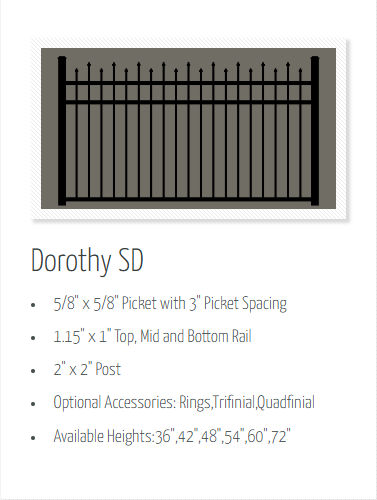 Dorothy SD
• 5/8" x 5/8" Picket with 3" Picket Spacing
• 1.15" x 1" Top, Mid and Bottom Rail
• 2" x 2" Post
• Optional Accessories: Rings,Trifinial,Quadfinial
• Available Heights:36",42",48",54",60",72"